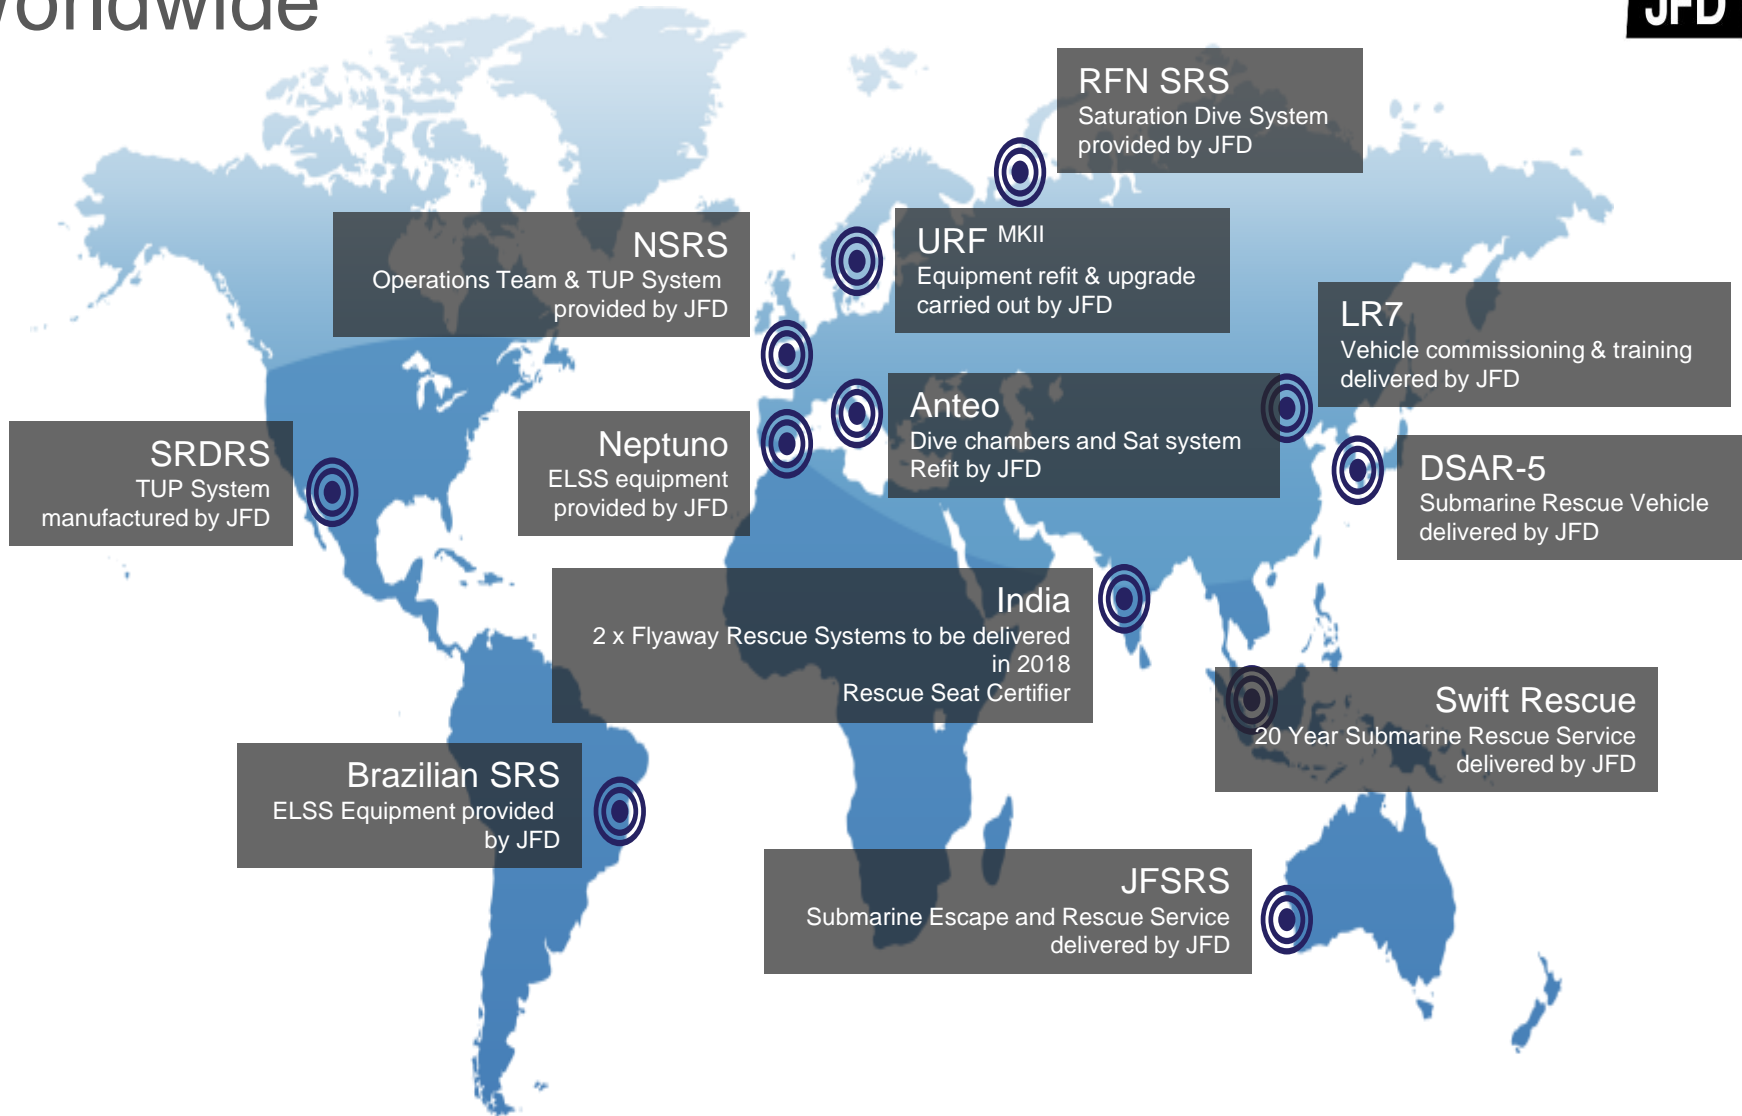 Worldwide
JFD
RFN SRS
Saturation Dive System
provided by JFD
NSRS
Operations Team & TUP System
provided by JFD
URF MKII
Equipment refit & upgrade
carried out by JFD
LR7
Vehicle commissioning & training
delivered by JFD
Anteo
Dive chambers and Sat system
Refit by JFD
Neptuno
ELSS equipment
provided by JFD
SRDRS
TUP System
manufactured by JFD
DSAR-5
Submarine Rescue Vehicle
delivered by JFD
India
2 x Flyaway Rescue Systems to be delivered
in 2018
Rescue Seat Certifier
Swift Rescue
20 Year Submarine Rescue Service
delivered by JFD
Brazilian SRS
ELSS Equipment provided
by JFD
JFSRS
Submarine Escape and Rescue Service
delivered by JFD